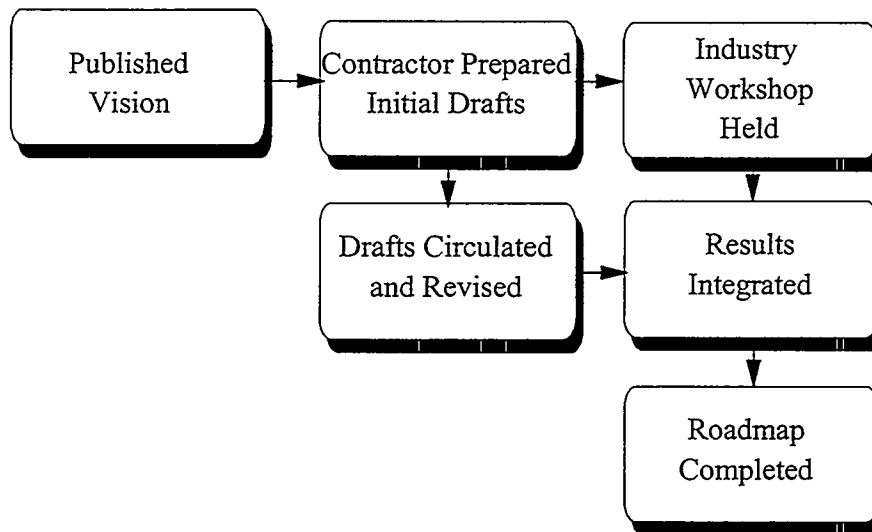 Published
Vision
Contractor Prepared
Initial Drafts
Industry
Workshop
Held
Drafts Circulated
and Revised
Results
Integrated
Roadmap
Completed